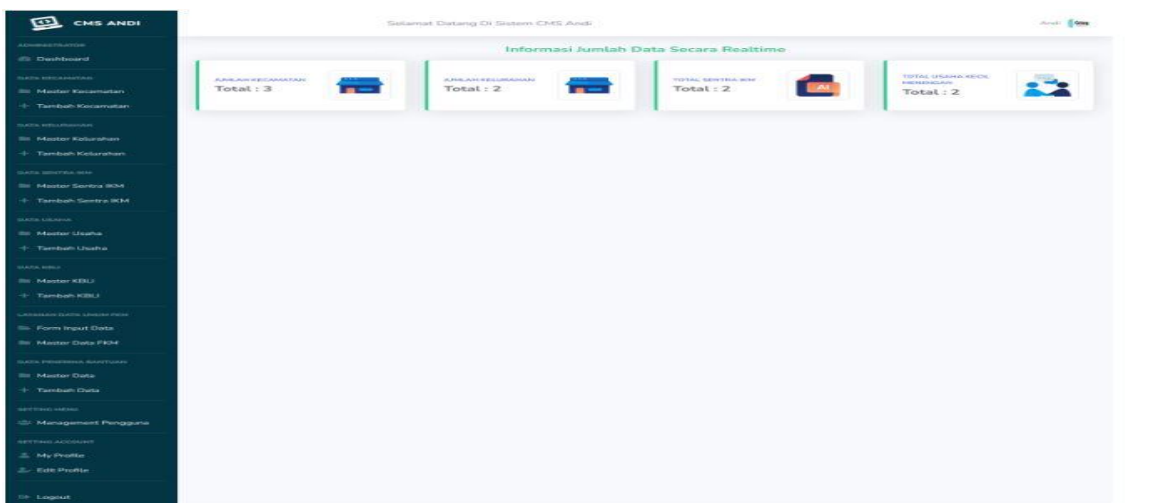 CMS ANDI
Selamat Datang Di Sistem CMS Andi
Andi
ADMINISTRATOR
Dashboard
DATA KECAMATAN
Master Kecamatan
Tambah Kecamatan
DATA KELURAHAN
Master Kelurahan
Tambah Kelurahan
DATA SENTRA IKM
Master Sentra IKM
Tambah Sentra IKM
DATA USAHA
Master Usaha
Tambah Usaha
DATA KBLI
Master KBLI
Tambah KBLI
LAYANAN DATA UMUM
Form Input Data
Master Data
DATA PENERIMA BANTUAN
Master Data
Tambah Data
SETTING MENU
Management Pengguna
SETTING ACCOUNT
My Profile
Edit Profile
Logout
Informasi Jumlah Data Secara Realtime
JUMLAH KECAMATAN
Total : 3
JUMLAH KELURAHAN
Total : 2
TOTAL SENTRA IKM
Total : 2
AI
TOTAL USAHA KECIL
MENENGAH
Total : 2